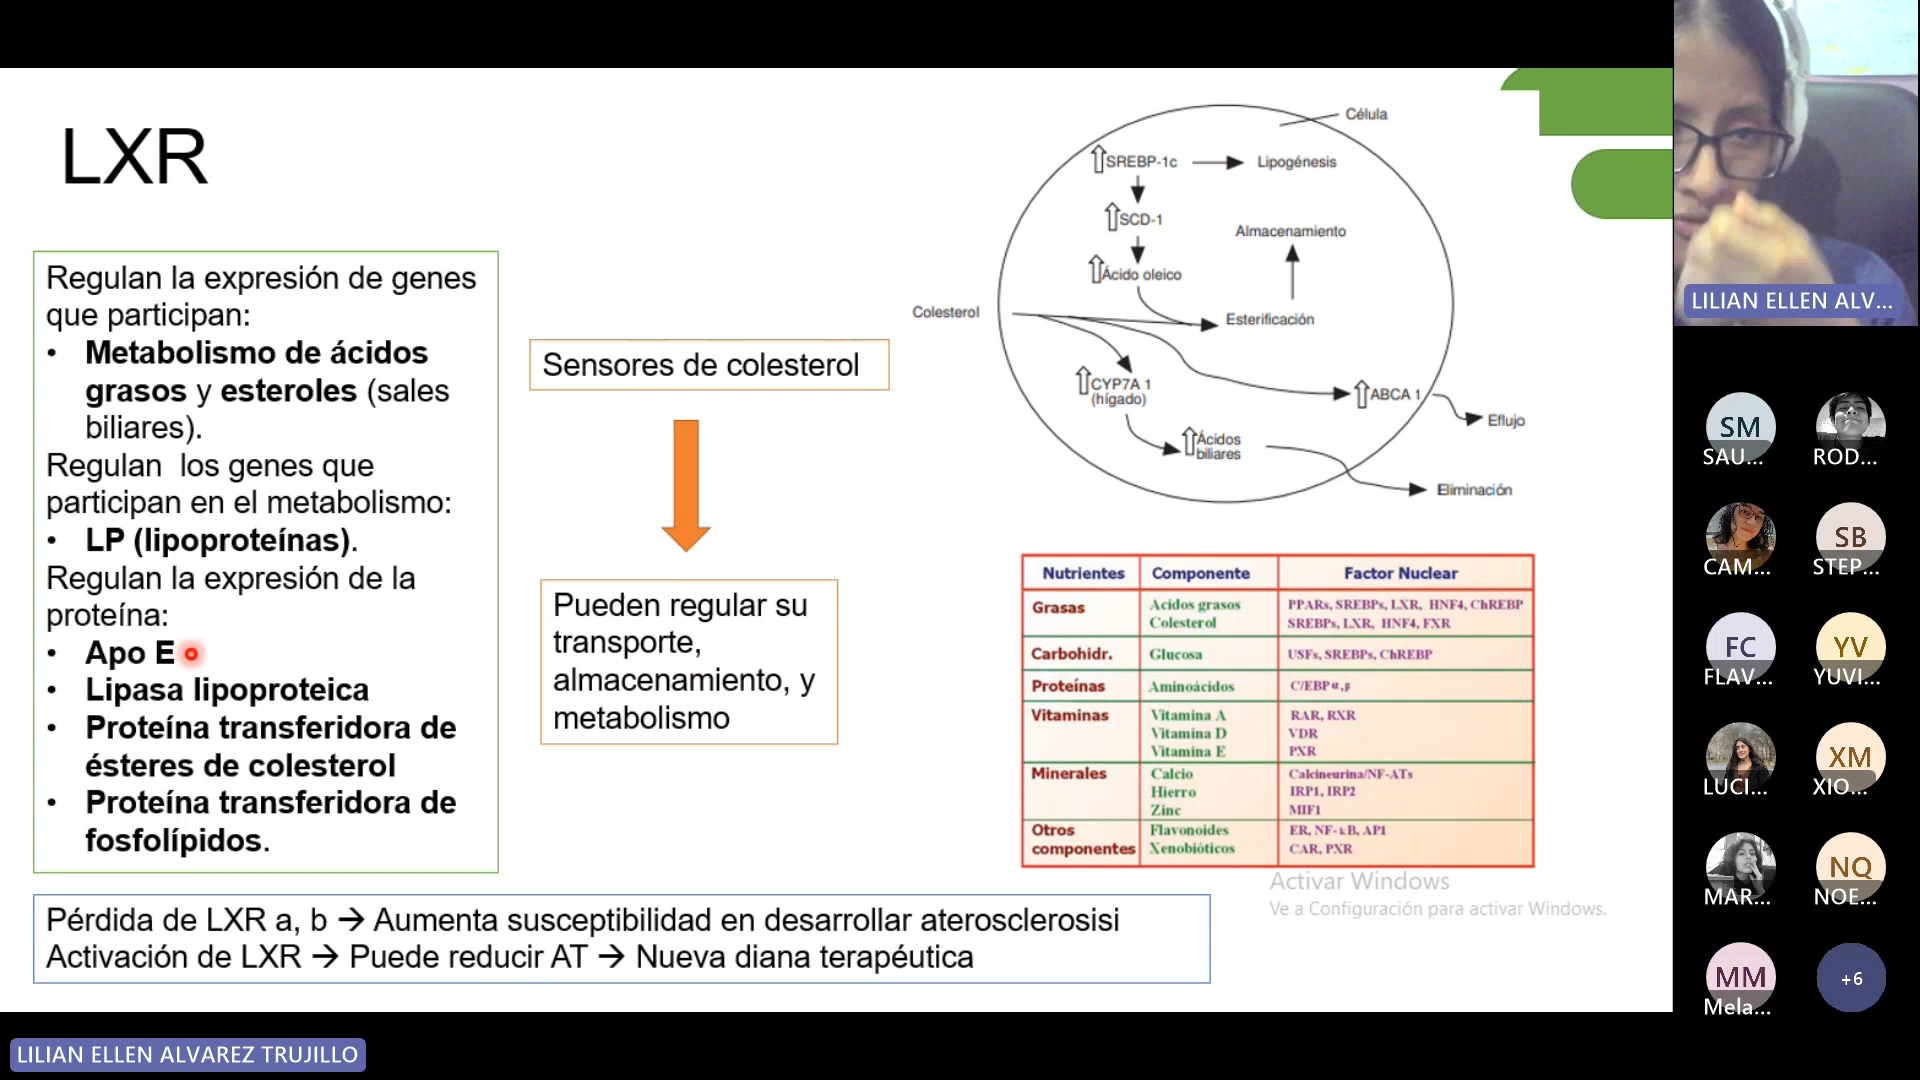 LXR
Regulan la expresión de genes
que participan:
• Metabolismo de ácidos
grasos y esteroles (sales
biliares).
Regulan los genes que
participan en el metabolismo:
• LP (lipoproteínas).
Regulan la expresión de la
proteína:
• Apo E
• Lipasa lipoproteica
• Proteína transferidora de
ésteres de colesterol
• Proteína transferidora de
fosfolípidos.
Sensores de colesterol
Pueden regular su
transporte,
almacenamiento, y
metabolismo
Célula
SREBP-1c
Lipogénesis
SCD-1
Almacenamiento
Ácido oleico
Colesterol
Esterificación
CYP7A 1
(hígado)
ABCA 1
Eflujo
Ácidos
biliares
Eliminación
Nutrientes Componente Factor Nuclear
Grasas Acidos grasos PPARs, SREBPs, LXR, HNF4, ChREBP
Colesterol SREBPs, LXR, HNF4, FXR
Carbohidr. Glucosa USFs, SREBPs, ChREBP
Proteínas Aminoácidos C/EBP α,β
Vitaminas Vitamina A RAR, RXR
Vitamina D VDR
Vitamina E PXR
Minerales Calcio Calcineurina/NF-ATs
Hierro IRP1, IRP2
Zinc MIF1
Otros Flavonoides ER, NF-kB, AP1
componentes Xenobióticos CAR, PXR
Activar Windows
Ve a Configuración para activar Windows.
Pérdida de LXR a, b → Aumenta susceptibilidad en desarrollar aterosclerosisi
Activación de LXR → Puede reducir AT → Nueva diana terapéutica
LILIAN ELLEN ALVAREZ TRUJILLO
LILIAN ELLEN ALV...
SM
SAU...
ROD...
CAM...
SB
STEP...
FC
FLAV...
YV
YUVI...
LUCI...
XM
XIO...
MAR...
NQ
NOE...
MM
Mela...
+6